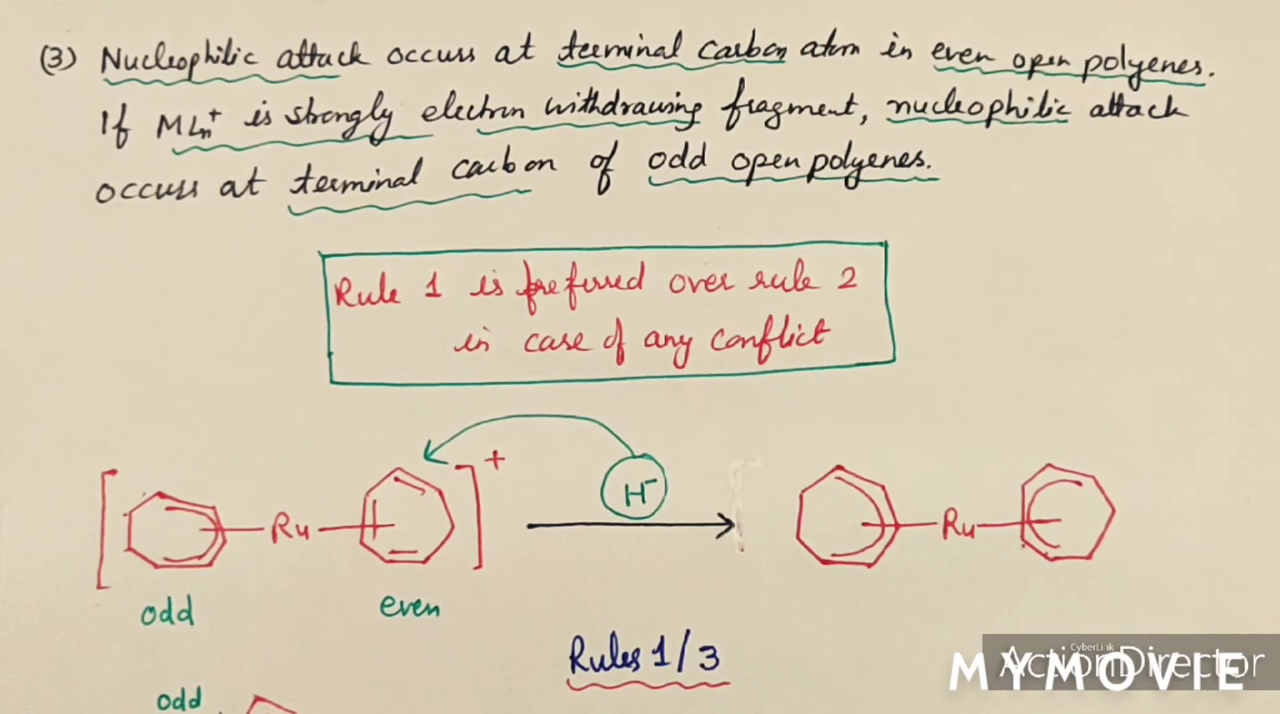 (3) Nucleophilic attack occurs at terminal carbon atom in even open polyenes.
If MLn+ is strongly electron withdrawing fragment, nucleophilic attack
occurs at terminal carbon of odd open polyenes.
Rule 1 is preferred over rule 2
in case of any conflict
[ Ru ]+ H- Ru
odd even
Rules 1/3
odd
CyberLink
ActionDirector
MYMOVIE